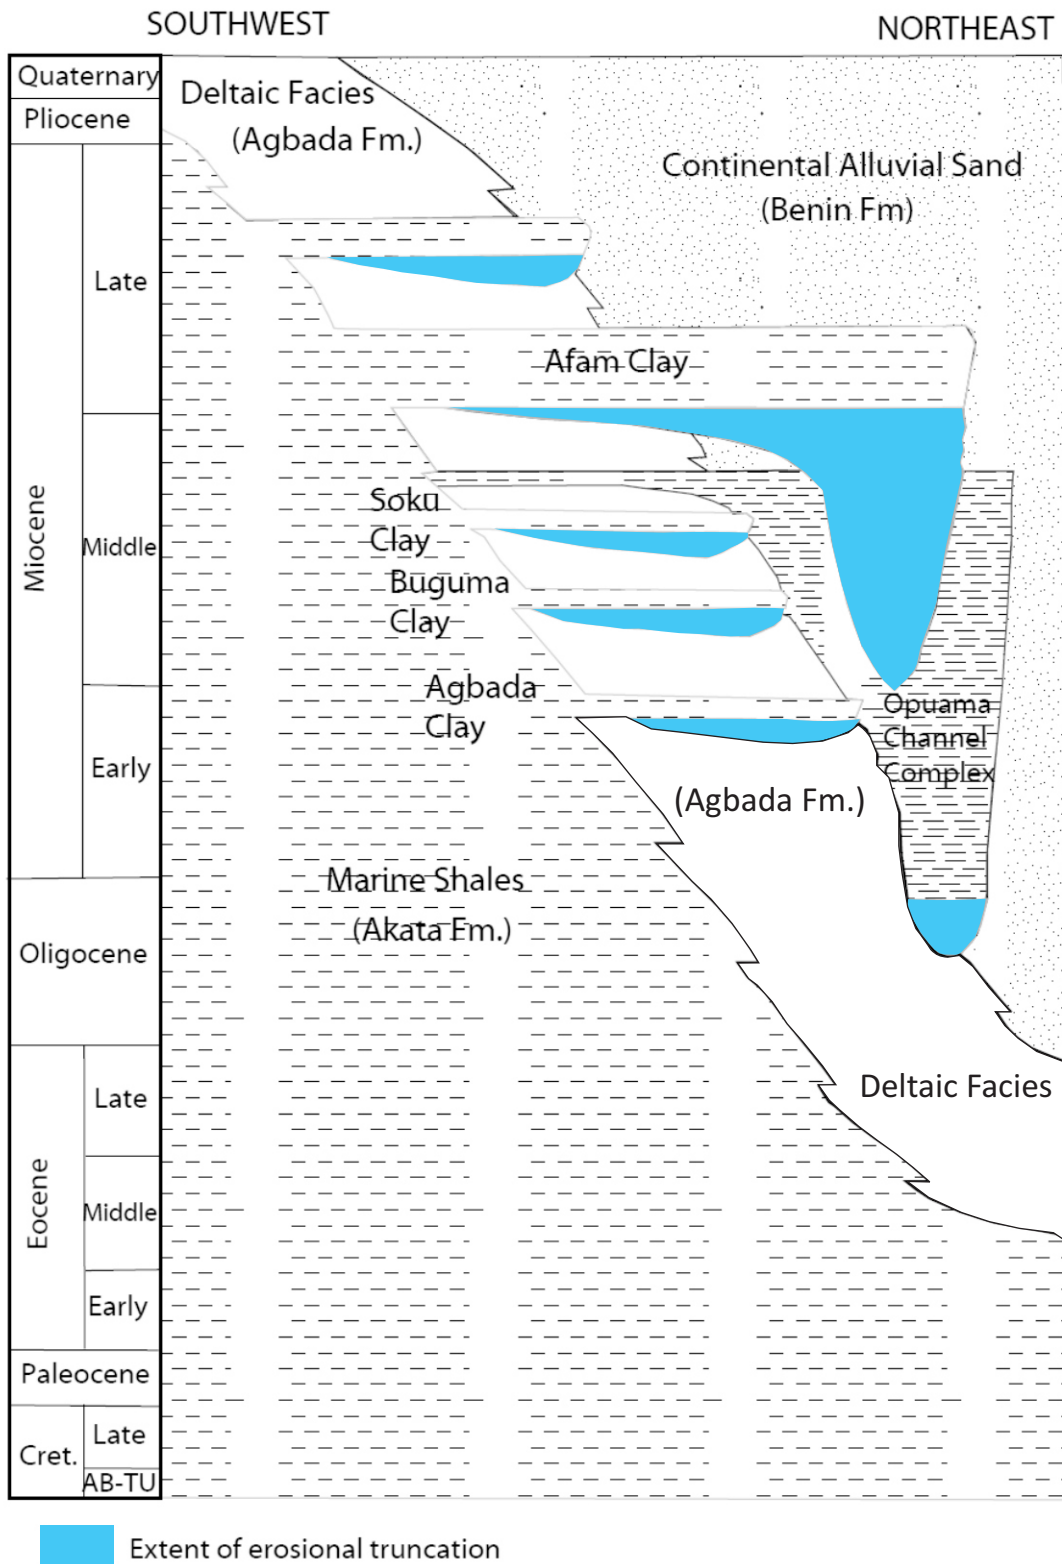 SOUTHWEST
NORTHEAST
Quaternary
Pliocene
Miocene
Late
Middle
Early
Oligocene
Eocene
Late
Middle
Early
Paleocene
Cret.
Late
AB-TU
Deltaic Facies
(Agbada Fm.)
Continental Alluvial Sand
(Benin Fm)
Afam Clay
Soku
Clay
Buguma
Clay
Agbada
Clay
Opuama
Channel
Complex
(Agbada Fm.)
Marine Shales
(Akata Fm.)
Deltaic Facies
Extent of erosional truncation